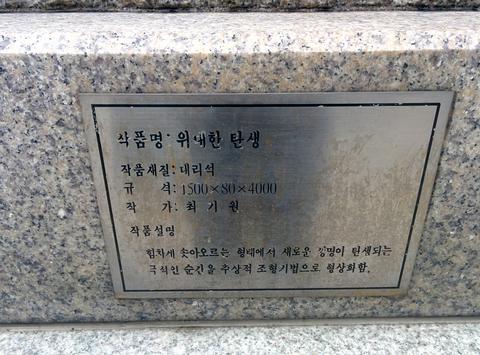 작품명: 위대한 탄생
작품재질: 대리석
규 격: 1500×80×4000
작 가: 최기원
작품설명
힘차게 솟아오르는 형태에서 새로운 생명이 탄생되는
극적인 순간을 추상적 조형기법으로 형상화함.